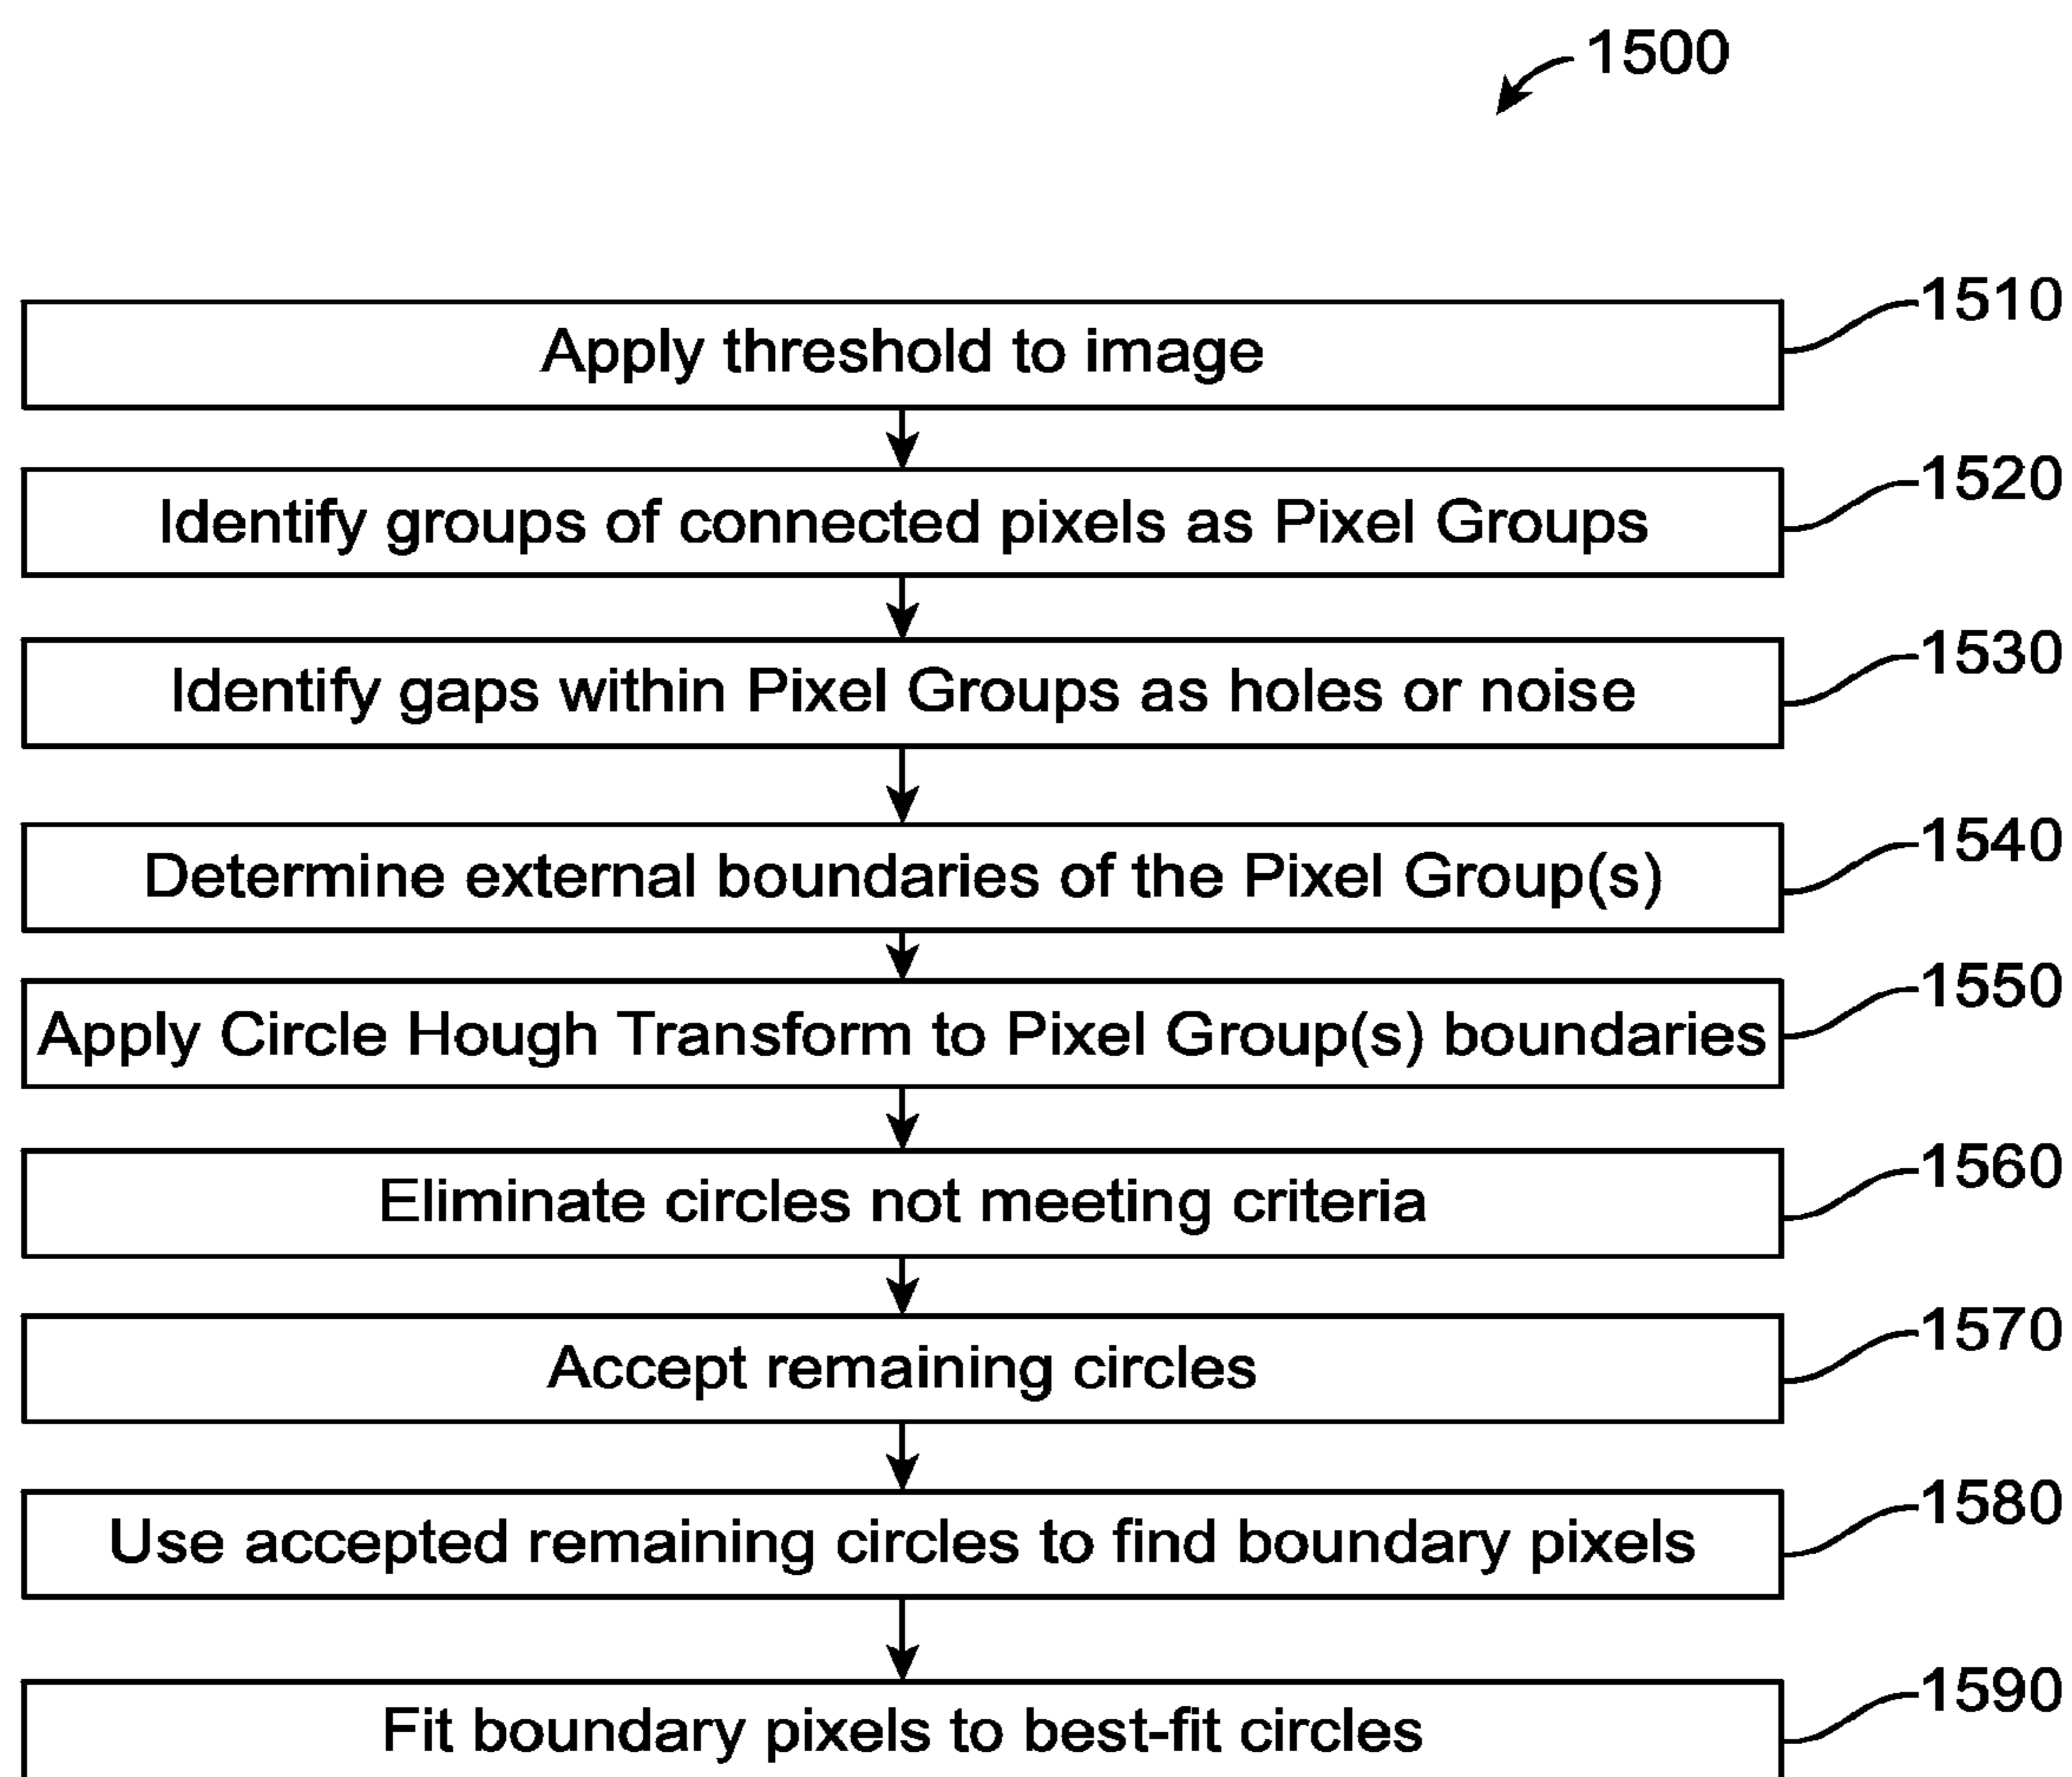 1500
Apply threshold to image
1510
Identify groups of connected pixels as Pixel Groups
1520
Identify gaps within Pixel Groups as holes or noise
1530
Determine external boundaries of the Pixel Group(s)
1540
Apply Circle Hough Transform to Pixel Group(s) boundaries
1550
Eliminate circles not meeting criteria
1560
Accept remaining circles
1570
Use accepted remaining circles to find boundary pixels
1580
Fit boundary pixels to best-fit circles
1590